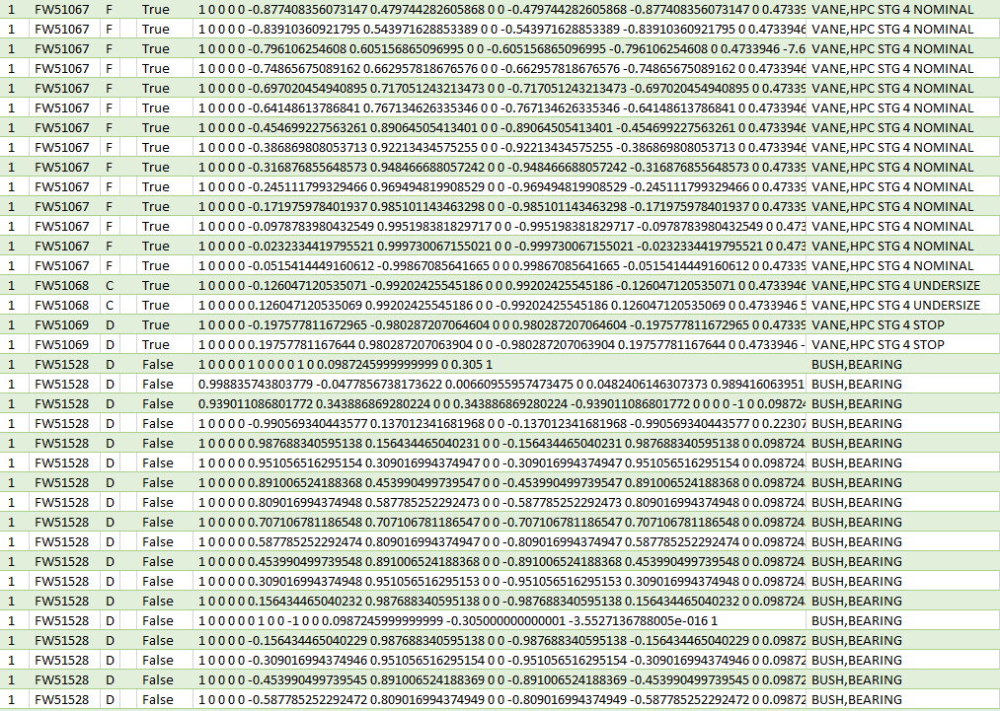 1 FW51067 F True 1 0 0 0 0 -0.877408356073147 0.479744282605868 0 0 -0.479744282605868 -0.877408356073147 0 0.47339 VANE,HPC STG 4 NOMINAL
1 FW51067 F True 1 0 0 0 0 -0.83910360921795 0.543971628853389 0 0 -0.543971628853389 -0.83910360921795 0 0.4733946 VANE,HPC STG 4 NOMINAL
1 FW51067 F True 1 0 0 0 0 -0.796106254608 0.605156865096995 0 0 -0.605156865096995 -0.796106254608 0 0.4733946 -7.6 VANE,HPC STG 4 NOMINAL
1 FW51067 F True 1 0 0 0 0 -0.74865675089162 0.662957818676576 0 0 -0.662957818676576 -0.74865675089162 0 0.4733946 VANE,HPC STG 4 NOMINAL
1 FW51067 F True 1 0 0 0 0 -0.697020454940895 0.717051243213473 0 0 -0.717051243213473 -0.697020454940895 0 0.47339 VANE,HPC STG 4 NOMINAL
1 FW51067 F True 1 0 0 0 0 -0.64148613786841 0.767134626335346 0 0 -0.767134626335346 -0.64148613786841 0 0.4733946 VANE,HPC STG 4 NOMINAL
1 FW51067 F True 1 0 0 0 0 -0.454699227563261 0.89064505413401 0 0 -0.89064505413401 -0.454699227563261 0 0.4733946 VANE,HPC STG 4 NOMINAL
1 FW51067 F True 1 0 0 0 0 -0.386869808053713 0.92213434575255 0 0 -0.92213434575255 -0.386869808053713 0 0.4733946 VANE,HPC STG 4 NOMINAL
1 FW51067 F True 1 0 0 0 0 -0.316876855648573 0.948466688057242 0 0 -0.948466688057242 -0.316876855648573 0 0.47339 VANE,HPC STG 4 NOMINAL
1 FW51067 F True 1 0 0 0 0 -0.245111799329466 0.969494819908529 0 0 -0.969494819908529 -0.245111799329466 0 0.47339 VANE,HPC STG 4 NOMINAL
1 FW51067 F True 1 0 0 0 0 -0.171975978401937 0.985101143463298 0 0 -0.985101143463298 -0.171975978401937 0 0.47339 VANE,HPC STG 4 NOMINAL
1 FW51067 F True 1 0 0 0 0 -0.0978783980432549 0.995198381829717 0 0 -0.995198381829717 -0.0978783980432549 0 0.473 VANE,HPC STG 4 NOMINAL
1 FW51067 F True 1 0 0 0 0 -0.0232334419795521 0.999730067155021 0 0 -0.999730067155021 -0.0232334419795521 0 0.473 VANE,HPC STG 4 NOMINAL
1 FW51067 F True 1 0 0 0 0 -0.0515414449160612 -0.99867085641665 0 0 0.99867085641665 -0.0515414449160612 0 0.47339 VANE,HPC STG 4 NOMINAL
1 FW51068 C True 1 0 0 0 0 -0.126047120535071 -0.99202425545186 0 0 0.99202425545186 -0.126047120535071 0 0.4733946 VANE,HPC STG 4 UNDERSIZE
1 FW51068 C True 1 0 0 0 0 0.126047120535069 0.99202425545186 0 0 -0.99202425545186 0.126047120535069 0 0.4733946 5 VANE,HPC STG 4 UNDERSIZE
1 FW51069 D True 1 0 0 0 0 -0.197577811672965 -0.980287207064604 0 0 0.980287207064604 -0.197577811672965 0 0.47339 VANE,HPC STG 4 STOP
1 FW51069 D True 1 0 0 0 0 0.19757781167644 0.980287207063904 0 0 -0.980287207063904 0.19757781167644 0 0.4733946 - VANE,HPC STG 4 STOP
1 FW51528 D False 1 0 0 0 0 1 0 0 0 0 1 0 0.0987245999999999 0 0.305 1 BUSH,BEARING
1 FW51528 D False 0.998835743803779 -0.0477856738173622 0.00660955957473475 0 0.0482406146307373 0.989416063951 BUSH,BEARING
1 FW51528 D False 0.939011086801772 0.343886869280224 0 0 0.343886869280224 -0.939011086801772 0 0 0 0 -1 0 0.098724 BUSH,BEARING
1 FW51528 D False -0.990569340443577 0.137012341681968 0 0 -0.137012341681968 -0.990569340443577 0 0.22307 BUSH,BEARING
1 FW51528 D False 1 0 0 0 0 0.987688340595138 0.156434465040231 0 0 -0.156434465040231 0.987688340595138 0 0.098724 BUSH,BEARING
1 FW51528 D False 1 0 0 0 0 0.951056516295154 0.309016994374947 0 0 -0.309016994374947 0.951056516295154 0 0.098724 BUSH,BEARING
1 FW51528 D False 1 0 0 0 0 0.891006524188368 0.453990499739547 0 0 -0.453990499739547 0.891006524188368 0 0.098724 BUSH,BEARING
1 FW51528 D False 1 0 0 0 0 0.809016994374948 0.587785252292473 0 0 -0.587785252292473 0.809016994374948 0 0.098724 BUSH,BEARING
1 FW51528 D False 1 0 0 0 0 0.707106781186548 0.707106781186547 0 0 -0.707106781186547 0.707106781186548 0 0.098724 BUSH,BEARING
1 FW51528 D False 1 0 0 0 0 0.587785252292474 0.809016994374947 0 0 -0.809016994374947 0.587785252292474 0 0.098724 BUSH,BEARING
1 FW51528 D False 1 0 0 0 0 0.453990499739548 0.891006524188368 0 0 -0.891006524188368 0.453990499739548 0 0.098724 BUSH,BEARING
1 FW51528 D False 1 0 0 0 0 0.309016994374948 0.951056516295153 0 0 -0.951056516295153 0.309016994374948 0 0.098724 BUSH,BEARING
1 FW51528 D False 1 0 0 0 0 0.156434465040232 0.987688340595138 0 0 -0.987688340595138 0.156434465040232 0 0.098724 BUSH,BEARING
1 FW51528 D False 1 0 0 0 0 0 1 0 0 -1 0 0 0.0987245999999999 -0.305000000000001 -3.5527136788005e-016 1 BUSH,BEARING
1 FW51528 D False 1 0 0 0 0 -0.156434465040229 0.987688340595138 0 0 -0.987688340595138 -0.156434465040229 0 0.09872 BUSH,BEARING
1 FW51528 D False 1 0 0 0 0 -0.309016994374946 0.951056516295154 0 0 -0.951056516295154 -0.309016994374946 0 0.09872 BUSH,BEARING
1 FW51528 D False 1 0 0 0 0 -0.453990499739545 0.891006524188369 0 0 -0.891006524188369 -0.453990499739545 0 0.09872 BUSH,BEARING
1 FW51528 D False 1 0 0 0 0 -0.587785252292472 0.809016994374949 0 0 -0.809016994374949 -0.587785252292472 0 0.09872 BUSH,BEARING